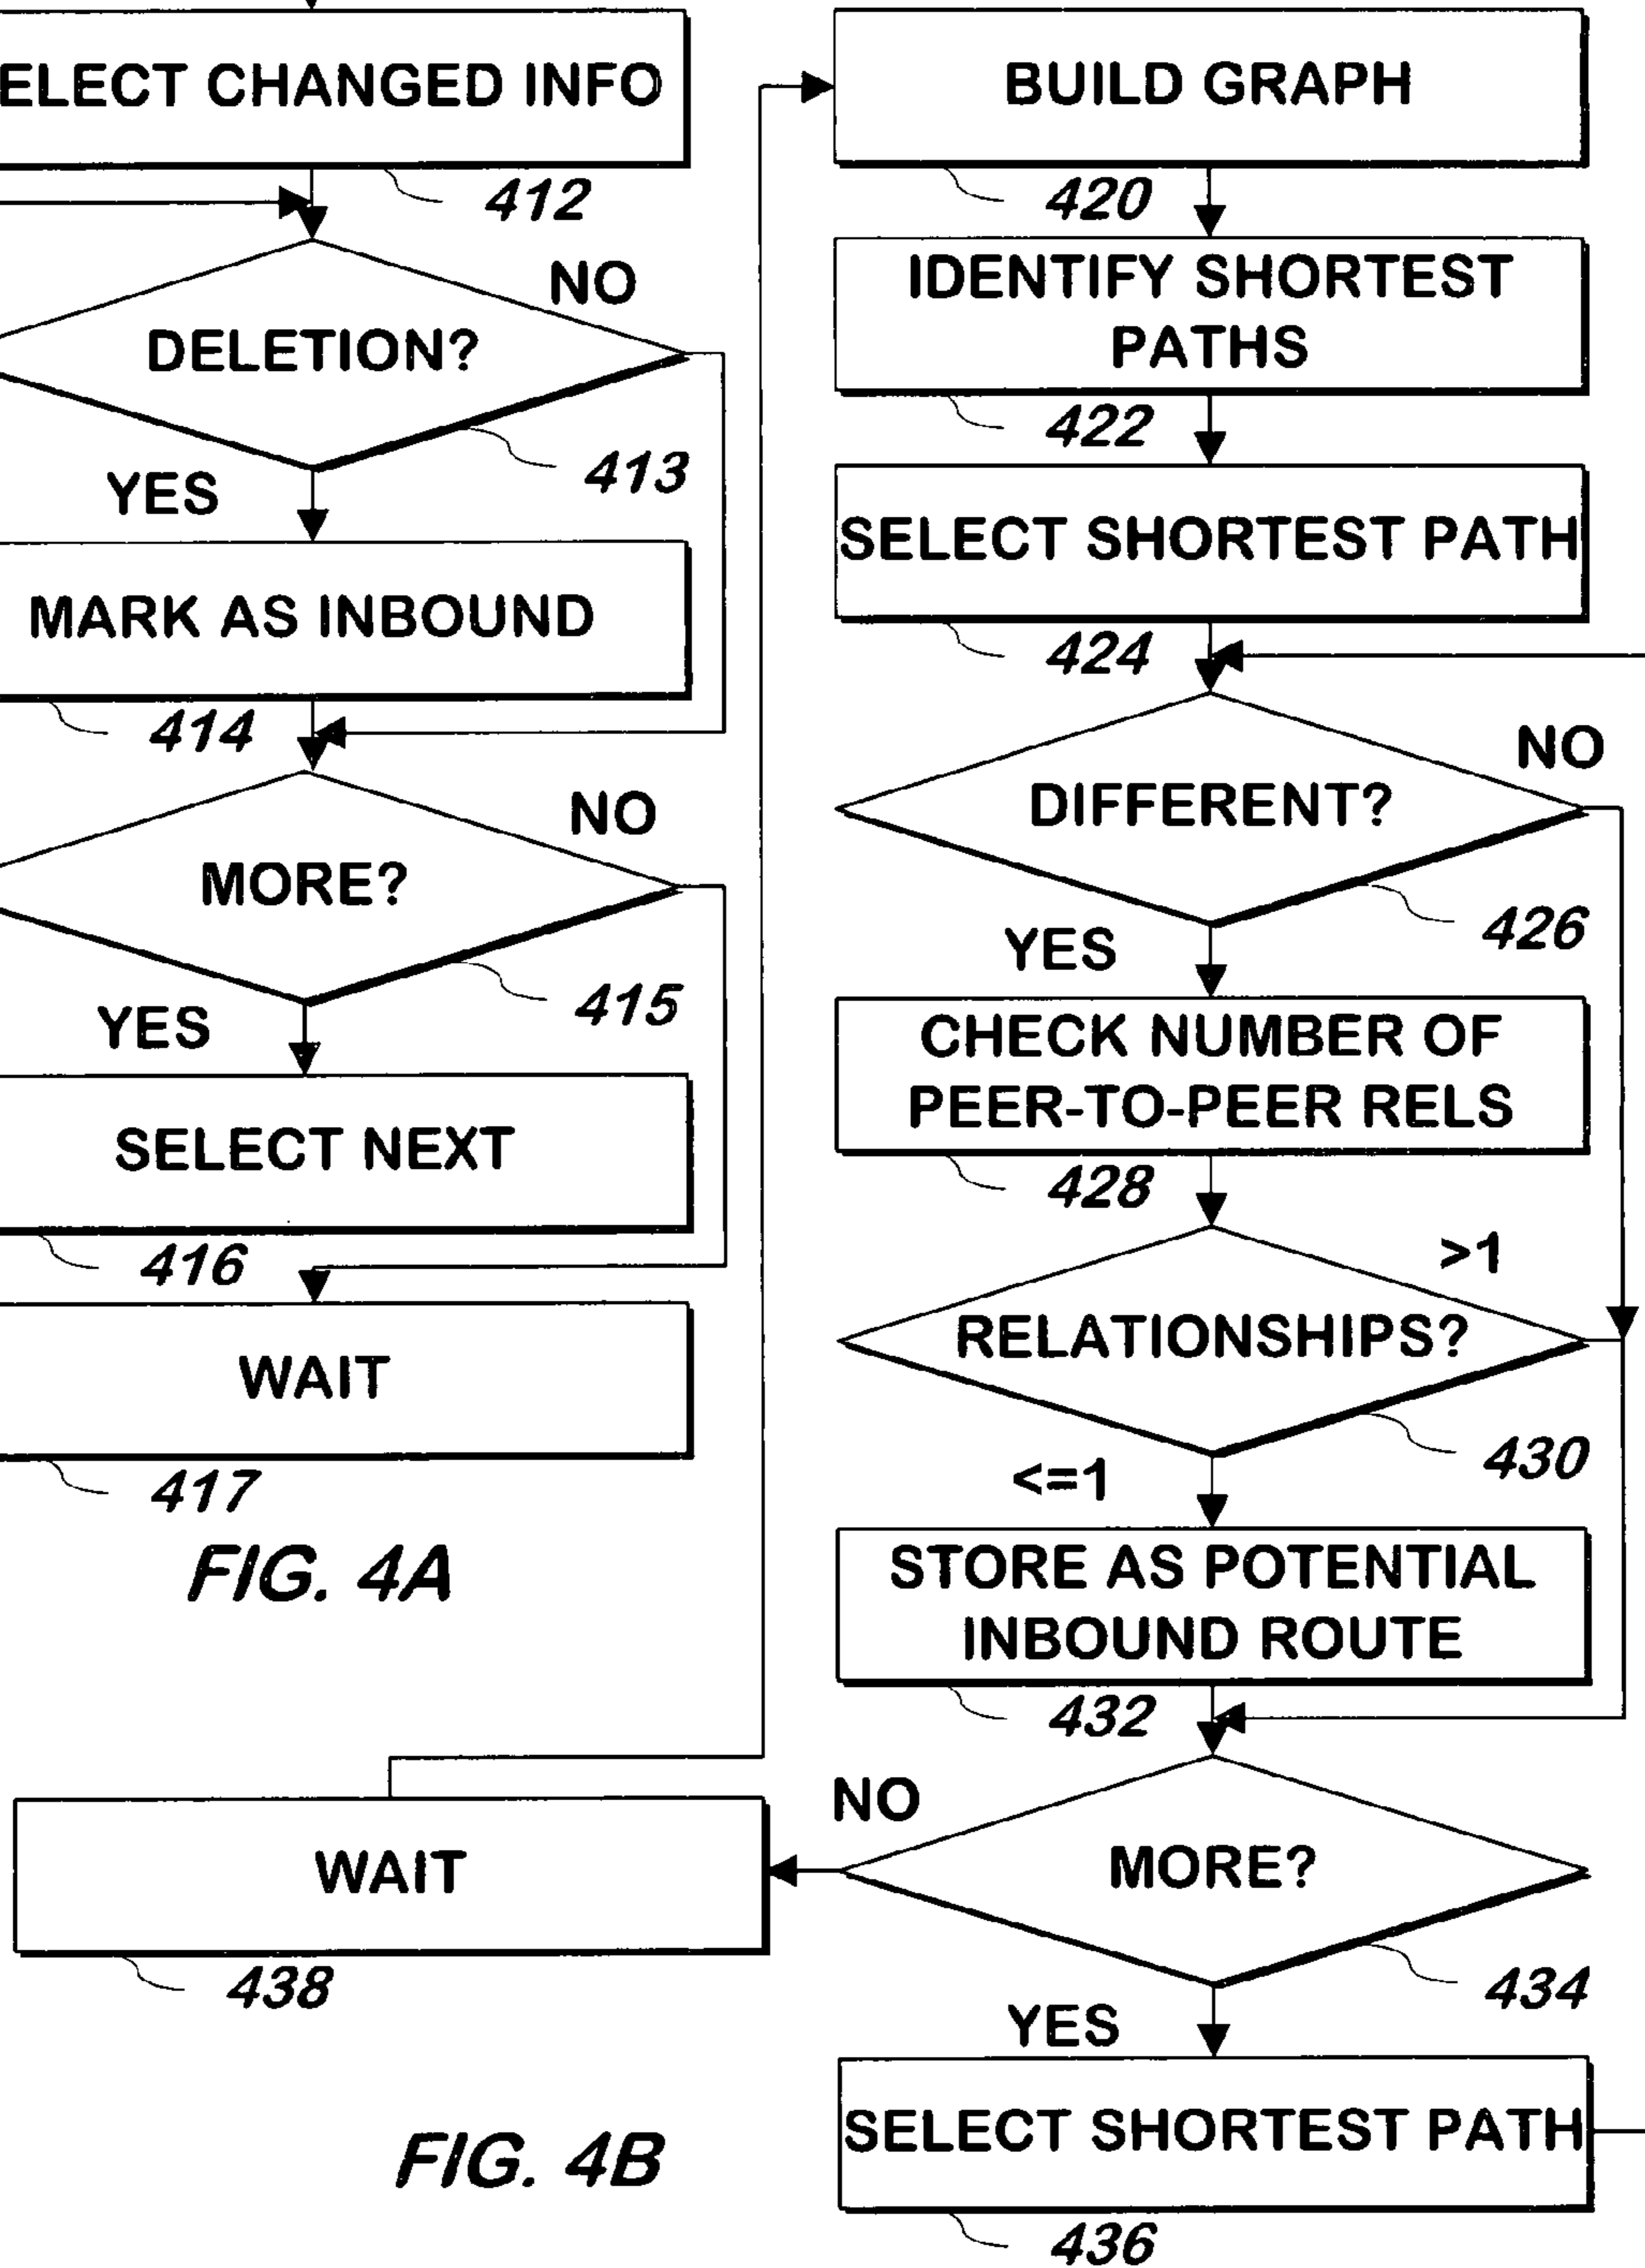 ELECT CHANGED INFO
412
NO
DELETION?
413
YES
MARK AS INBOUND
414
NO
MORE?
415
YES
SELECT NEXT
416
WAIT
417
FIG. 4A
BUILD GRAPH
420
IDENTIFY SHORTEST
PATHS
422
SELECT SHORTEST PATH
424
NO
DIFFERENT?
426
YES
CHECK NUMBER OF
PEER-TO-PEER RELS
428
>1
RELATIONSHIPS?
430
<=1
STORE AS POTENTIAL
INBOUND ROUTE
432
NO
MORE?
434
WAIT
438
YES
SELECT SHORTEST PATH
436
FIG. 4B